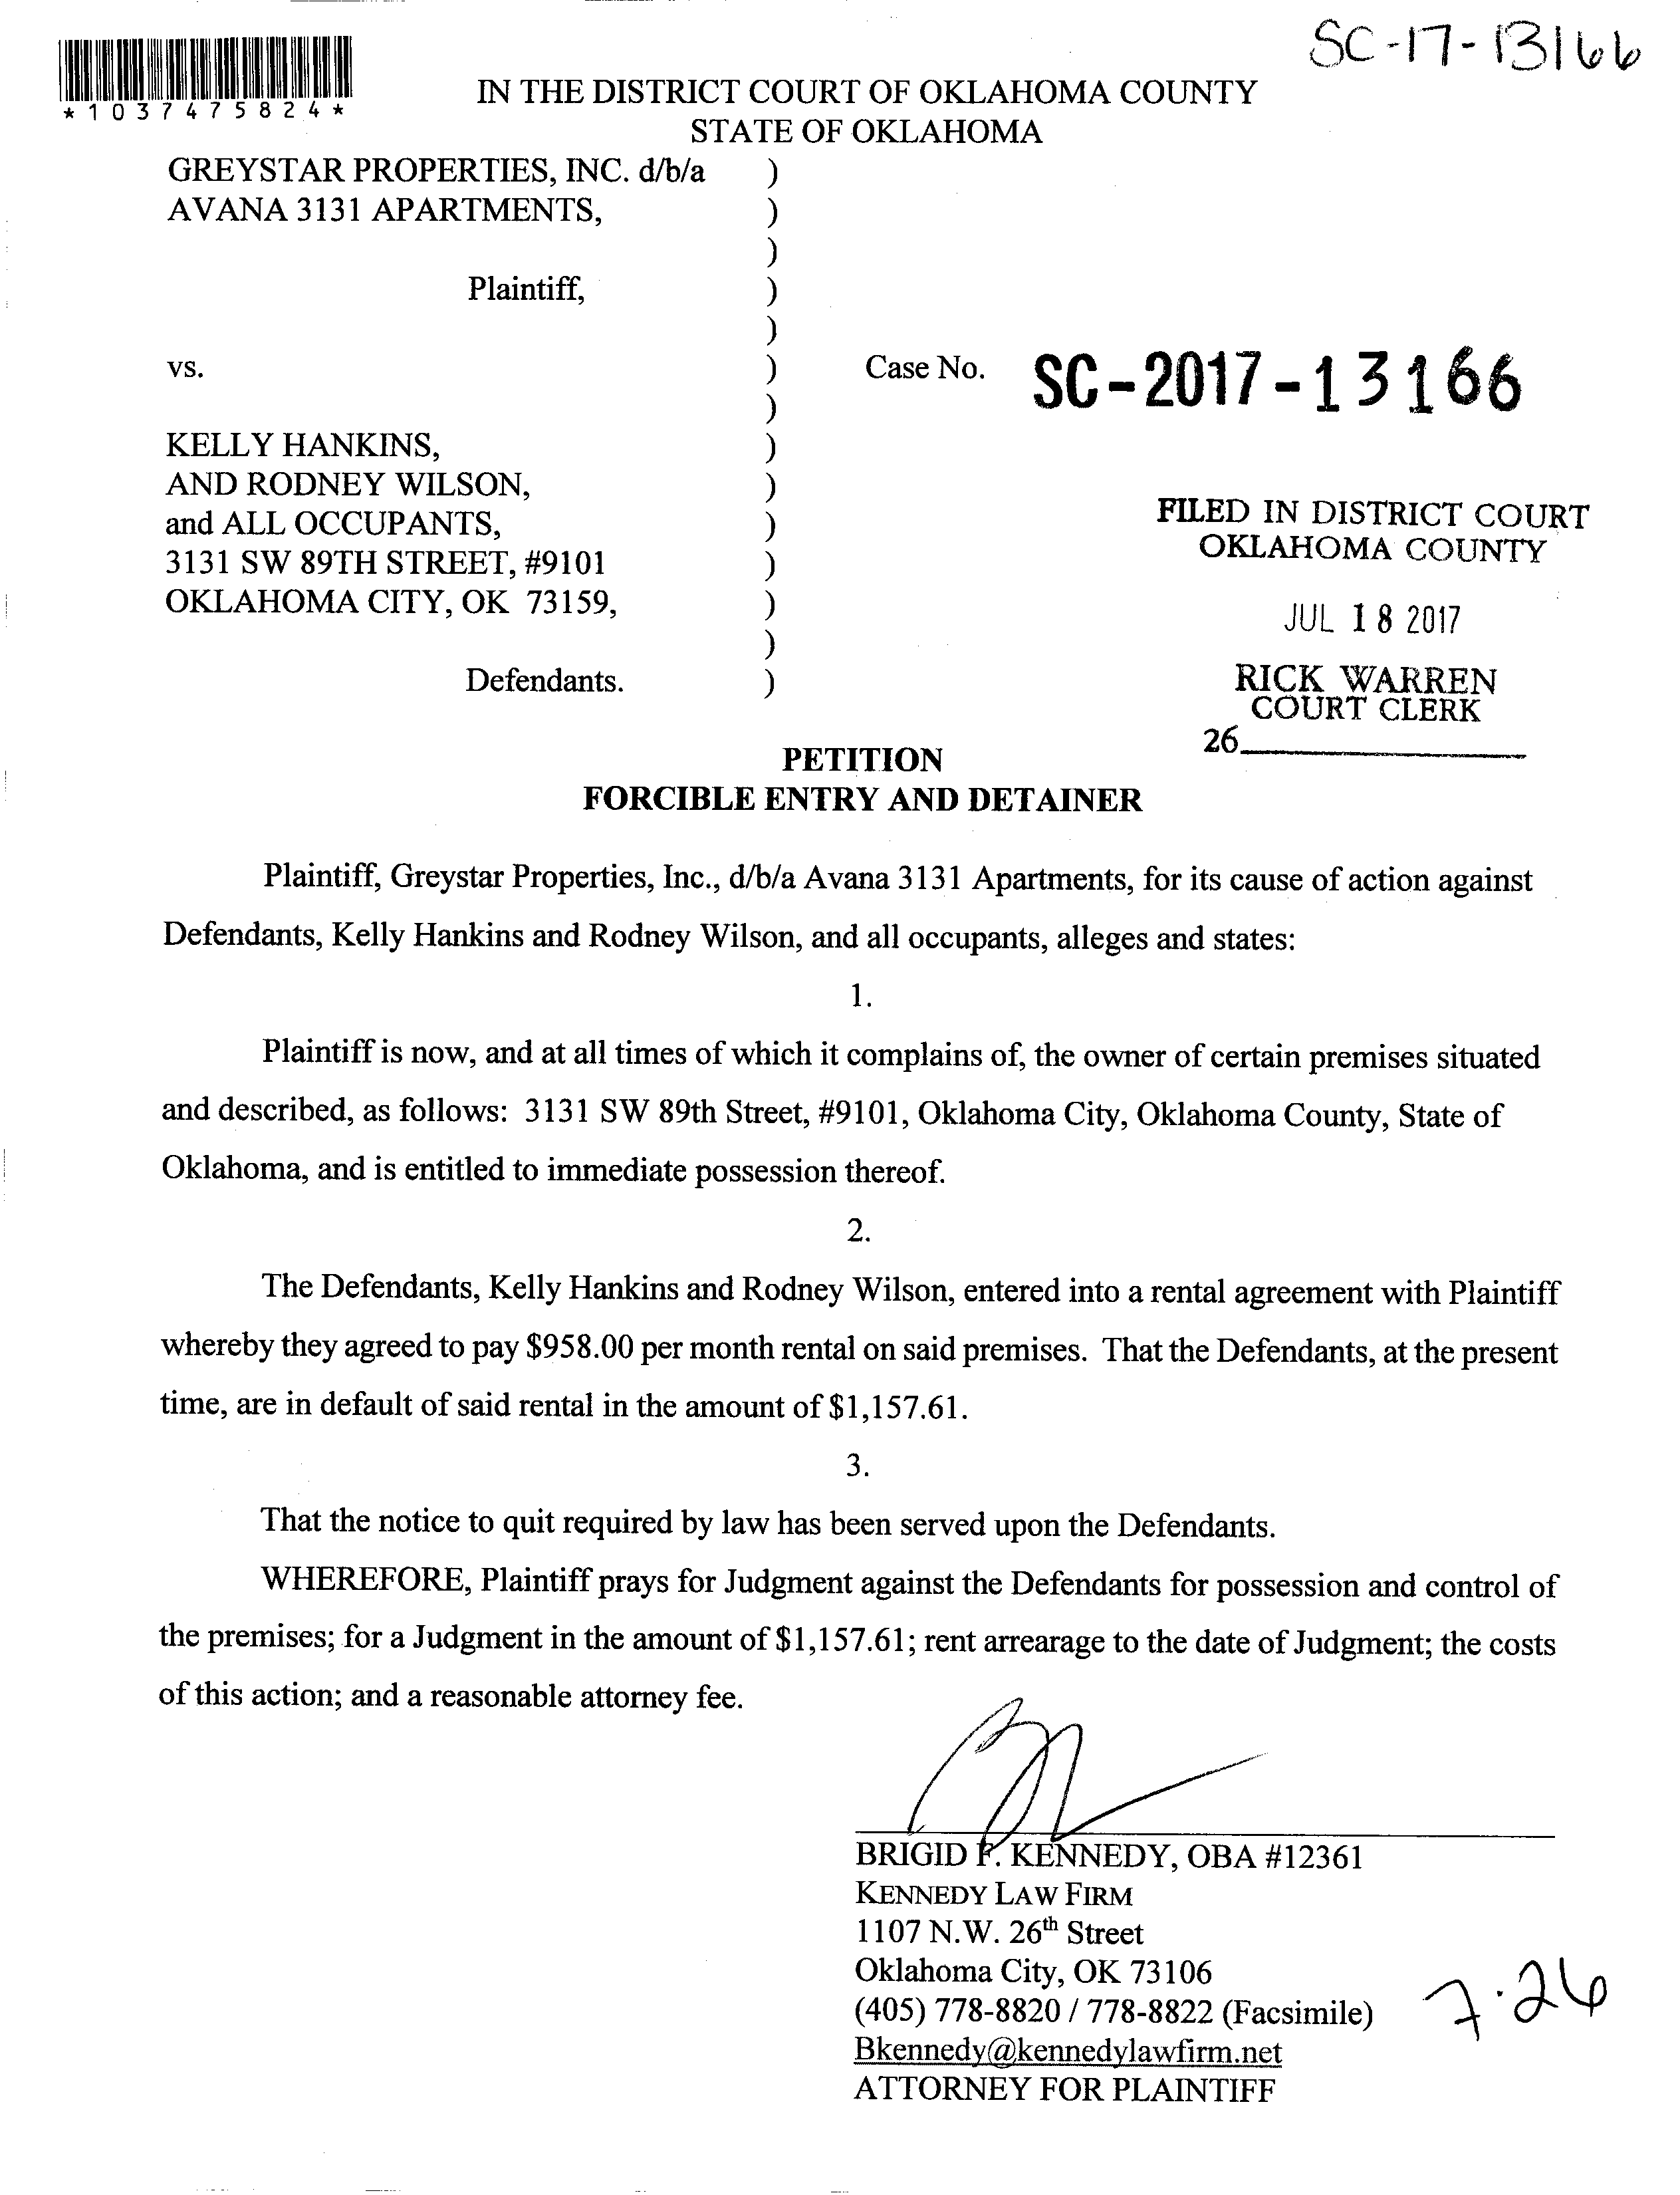 SC-17-13166
*1037475824*
IN THE DISTRICT COURT OF OKLAHOMA COUNTY
STATE OF OKLAHOMA
GREYSTAR PROPERTIES, INC. d/b/a )
AVANA 3131 APARTMENTS, )
)
Plaintiff, )
)
vs. ) Case No. SC-2017-13166
)
KELLY HANKINS, )
AND RODNEY WILSON, )
and ALL OCCUPANTS, )
3131 SW 89TH STREET, #9101 )
OKLAHOMA CITY, OK 73159, )
)
Defendants. )
FILED IN DISTRICT COURT
OKLAHOMA COUNTY
JUL 18 2017
RICK WARREN
COURT CLERK
26
PETITION
FORCIBLE ENTRY AND DETAINER
Plaintiff, Greystar Properties, Inc., d/b/a Avana 3131 Apartments, for its cause of action against
Defendants, Kelly Hankins and Rodney Wilson, and all occupants, alleges and states:
1.
Plaintiff is now, and at all times of which it complains of, the owner of certain premises situated
and described, as follows: 3131 SW 89th Street, #9101, Oklahoma City, Oklahoma County, State of
Oklahoma, and is entitled to immediate possession thereof.
2.
The Defendants, Kelly Hankins and Rodney Wilson, entered into a rental agreement with Plaintiff
whereby they agreed to pay $958.00 per month rental on said premises. That the Defendants, at the present
time, are in default of said rental in the amount of $1,157.61.
3.
That the notice to quit required by law has been served upon the Defendants.
WHEREFORE, Plaintiff prays for Judgment against the Defendants for possession and control of
the premises; for a Judgment in the amount of $1,157.61; rent arrearage to the date of Judgment; the costs
of this action; and a reasonable attorney fee.
BRIGID F. KENNEDY, OBA #12361
KENNEDY LAW FIRM
1107 N.W. 26th Street
Oklahoma City, OK 73106
(405) 778-8820 / 778-8822 (Facsimile)
Bkennedy@kennedylawfirm.net
ATTORNEY FOR PLAINTIFF
7.26